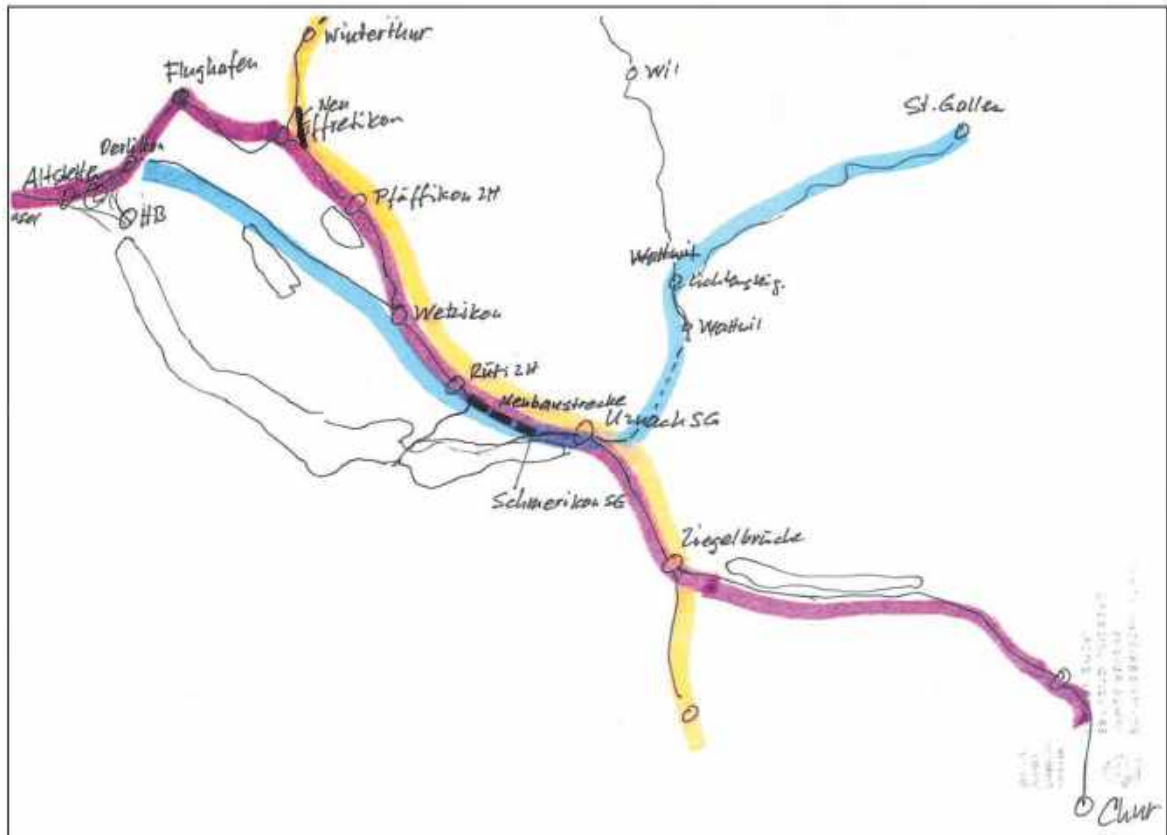 Winterthur
Flughafen
Wil
St. Gallen
Neu
Effretikon
Oerlikon
Altstetten
HB
Pfäffikon ZH
Wattwil
Lichtensteig.
Wetzikon
Wattwil
Rüti ZH
Neubaustrecke
Uznach SG
Schmerikon SG
Ziegelbrücke
Chur